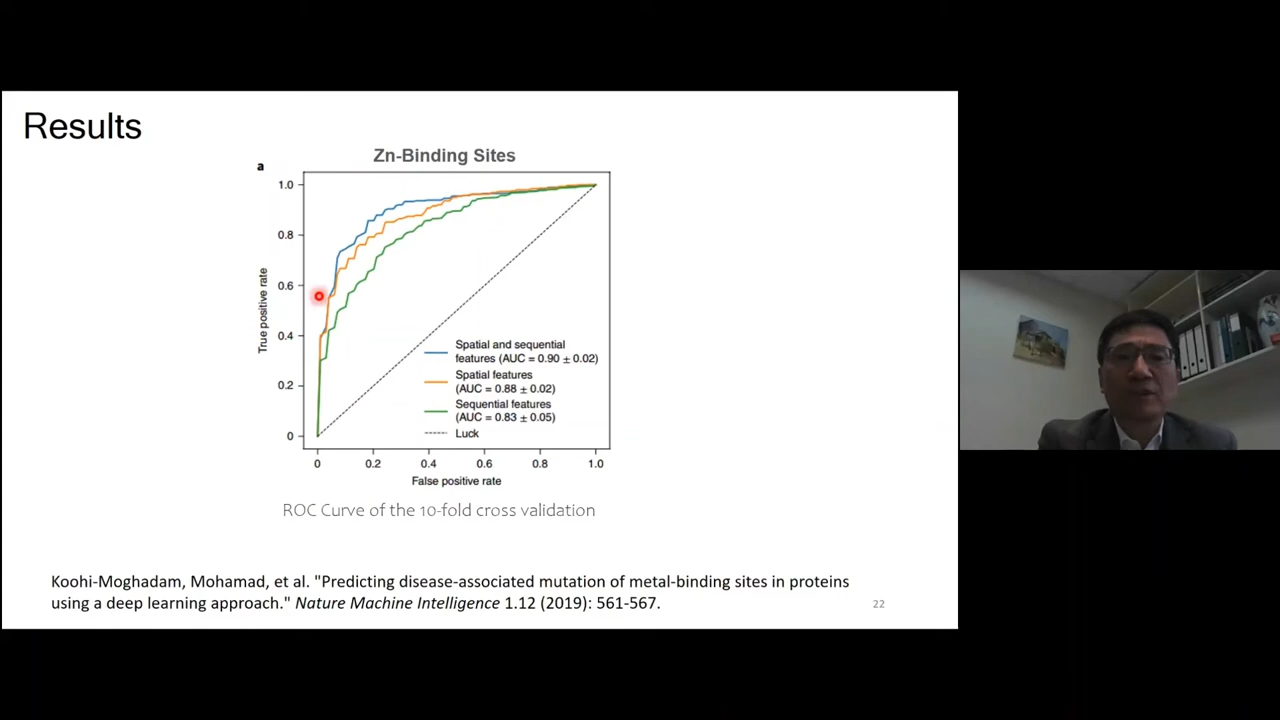 Results
Zn-Binding Sites
a
1.0
0.8
0.6
0.4
0.2
0
True positive rate
Spatial and sequential
features (AUC = 0.90 ± 0.02)
Spatial features
(AUC = 0.88 ± 0.02)
Sequential features
(AUC = 0.83 ± 0.05)
Luck
0 0.2 0.4 0.6 0.8 1.0
False positive rate
ROC Curve of the 10-fold cross validation
Koohi-Moghadam, Mohamad, et al. "Predicting disease-associated mutation of metal-binding sites in proteins
using a deep learning approach." Nature Machine Intelligence 1.12 (2019): 561-567.
22